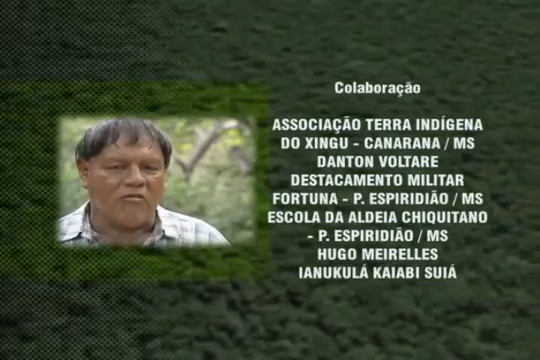 Colaboração
ASSOCIAÇÃO TERRA INDÍGENA
DO XINGU - CANARANA / MS
DANTON VOLTARE
DESTACAMENTO MILITAR
FORTUNA - P. ESPIRIDIÃO / MS
ESCOLA DA ALDEIA CHIQUITANO
- P. ESPIRIDIÃO / MS
HUGO MEIRELLES
IANUKULÁ KAIABI SUIÁ